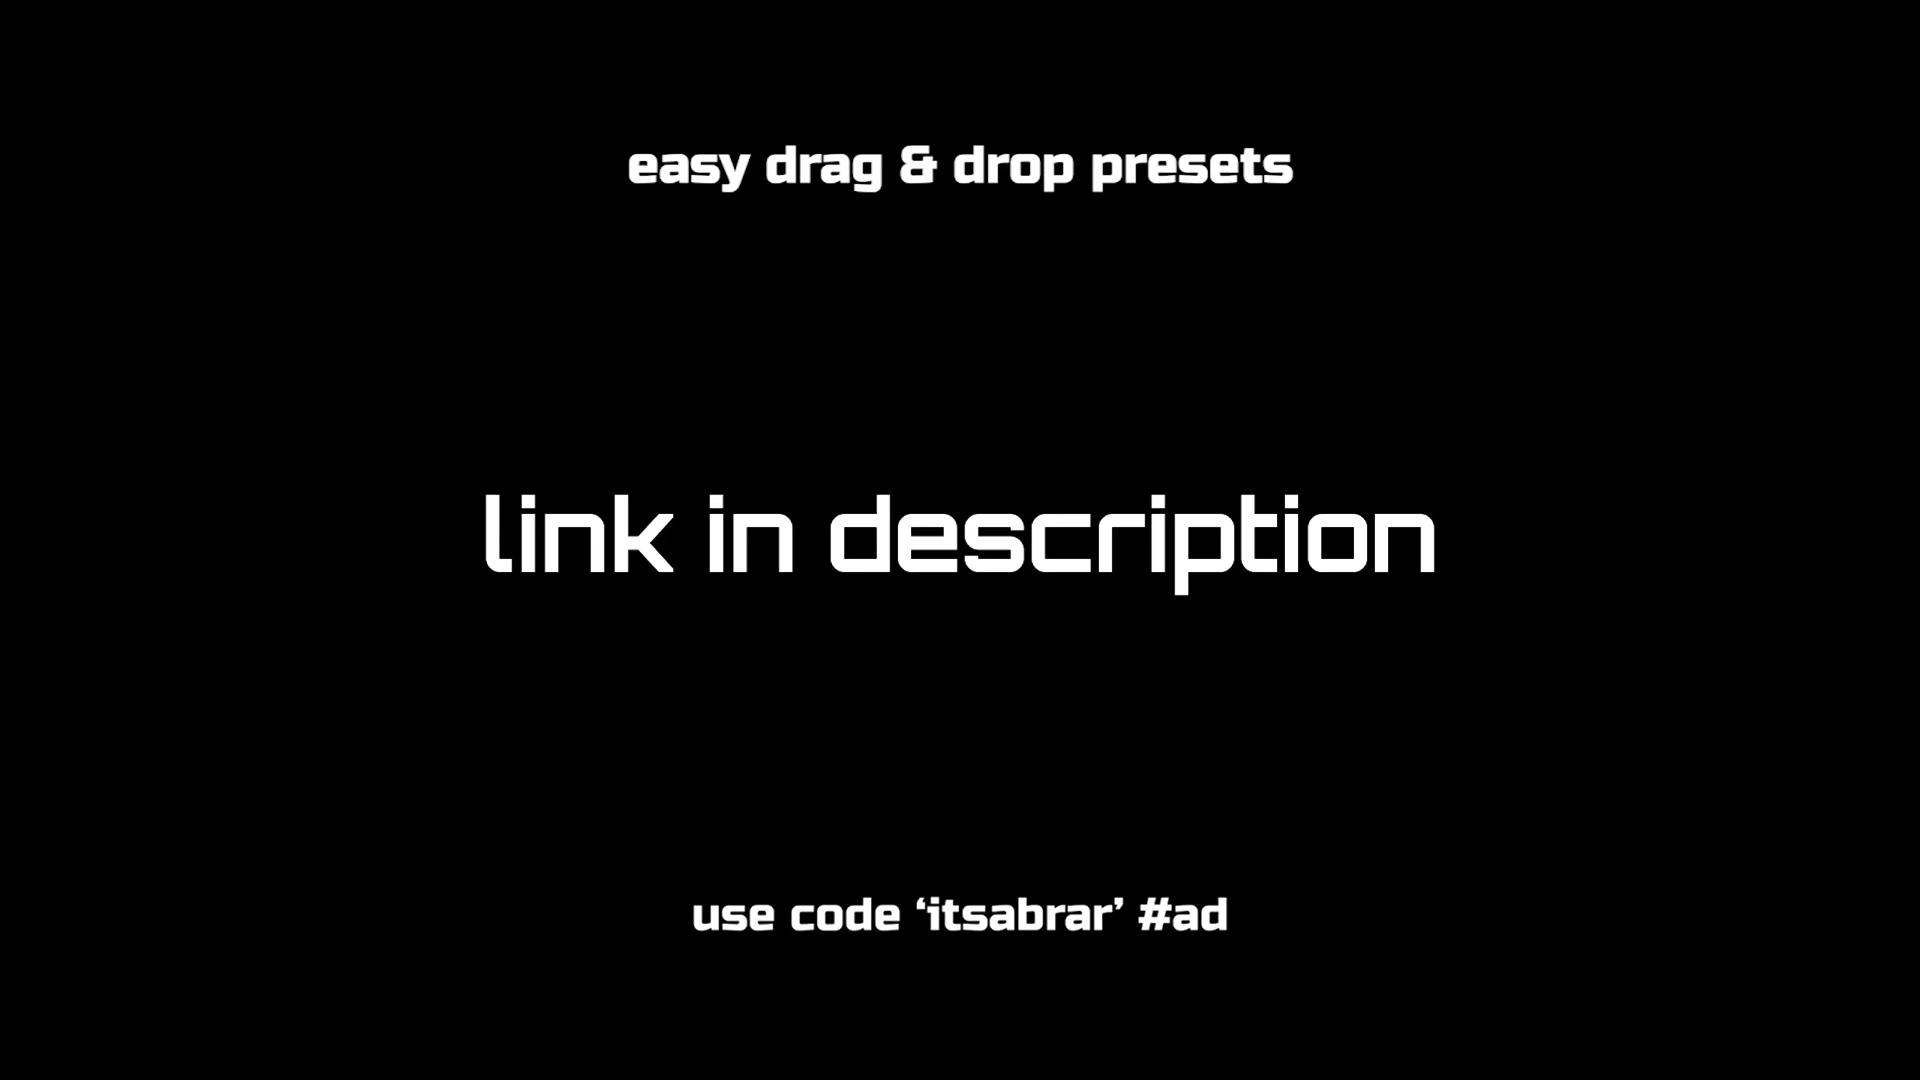 easy drag & drop presets
link in description
use code ‘itsabrar’ #ad